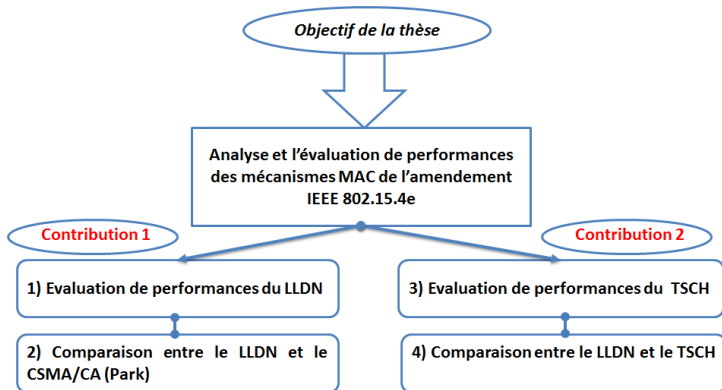 Objectif de la thèse
Analyse et l’évaluation de performances
des mécanismes MAC de l’amendement
IEEE 802.15.4e
Contribution 1
Contribution 2
1) Evaluation de performances du LLDN
3) Evaluation de performances du TSCH
2) Comparaison entre le LLDN et le
CSMA/CA (Park)
4) Comparaison entre le LLDN et le TSCH